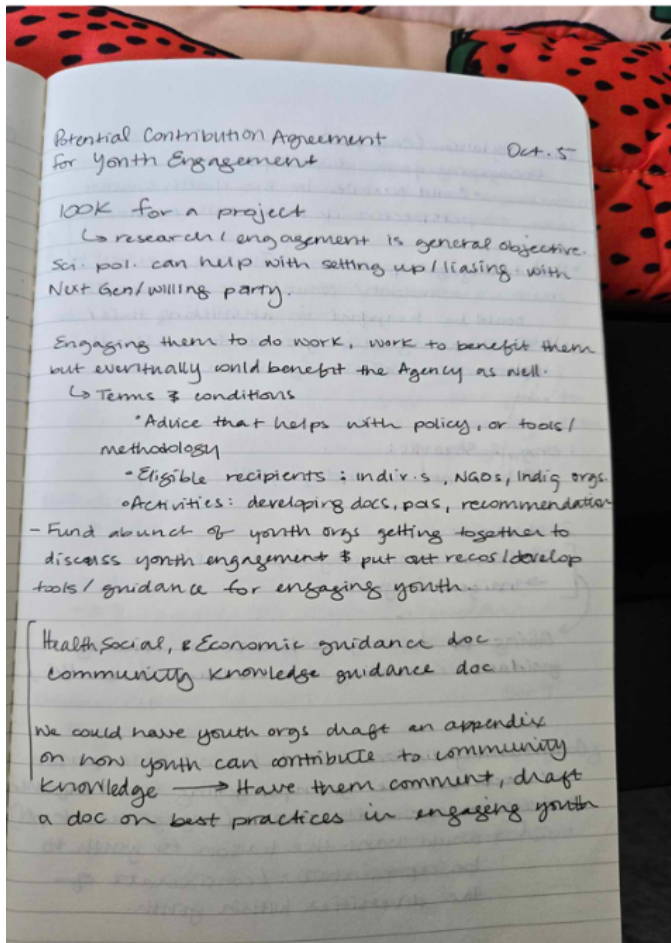 Potential Contribution Agreement
for Youth Engagement
Oct. 5
100K for a project
↳ research / engagement is general objective.
Sci. pol. can help with setting up / liasing with
Next Gen / willing party.
Engaging them to do work, work to benefit them
but eventually could benefit the Agency as well.
↳ Terms & conditions
• Advice that helps with policy, or tools /
methodology
• Eligible recipients : indiv.s, NGOs, Indig orgs.
• Activities: developing docs, pols, recommendation
- Fund abunct of youth orgs getting together to
discuss youth engagement & put out recos / develop
tools / guidance for engaging youth.
Health, Social, & Economic guidance doc
community knowledge guidance doc
We could have youth orgs draft an appendix
on how youth can contribute to community
knowledge → Have them comment, draft
a doc on best practices in engageng youth